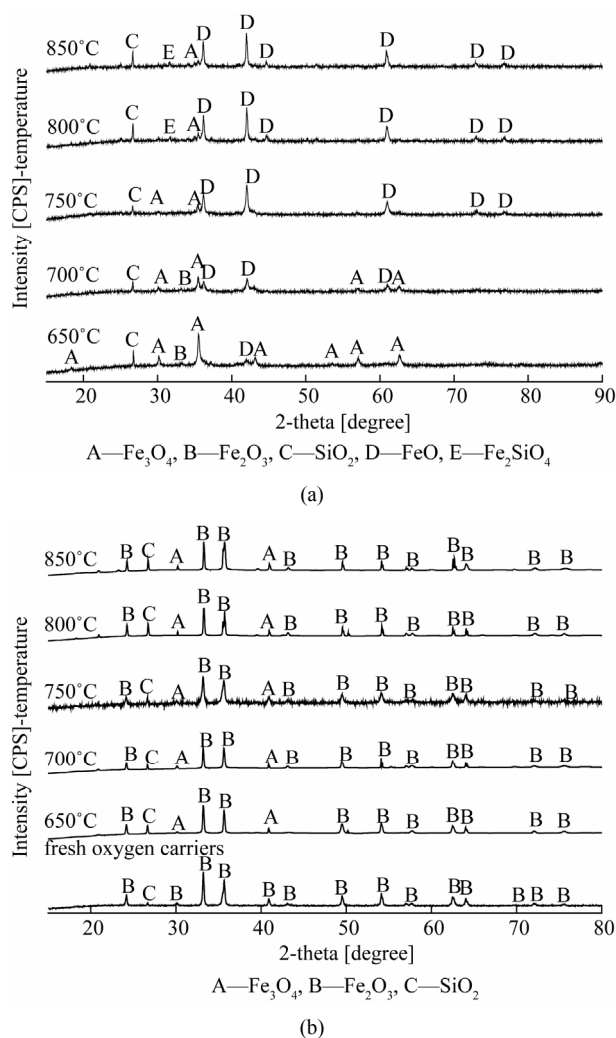 850°C C E A D D D D D D
800°C C E A D D D D D D
750°C C A A D D D D D
700°C C A B A D D A D A
650°C A C A B A D A A A A
Intensity [CPS]-temperature
20 30 40 50 60 70 80 90
2-theta [degree]
A—Fe₃O₄, B—Fe₂O₃, C—SiO₂, D—FeO, E—Fe₂SiO₄
(a)
850°C B C A B B A B B B B B B B B
800°C B C A B B A B B B B B B B B
750°C B C A B B A B B B B B B B B
700°C B C A B B A B B B B B B B B
650°C B C A B B A B B B B B B B
fresh oxygen carriers
B C B B B B B B B B B B B B B
Intensity [CPS]-temperature
20 30 40 50 60 70 80
2-theta [degree]
A—Fe₃O₄, B—Fe₂O₃, C—SiO₂
(b)